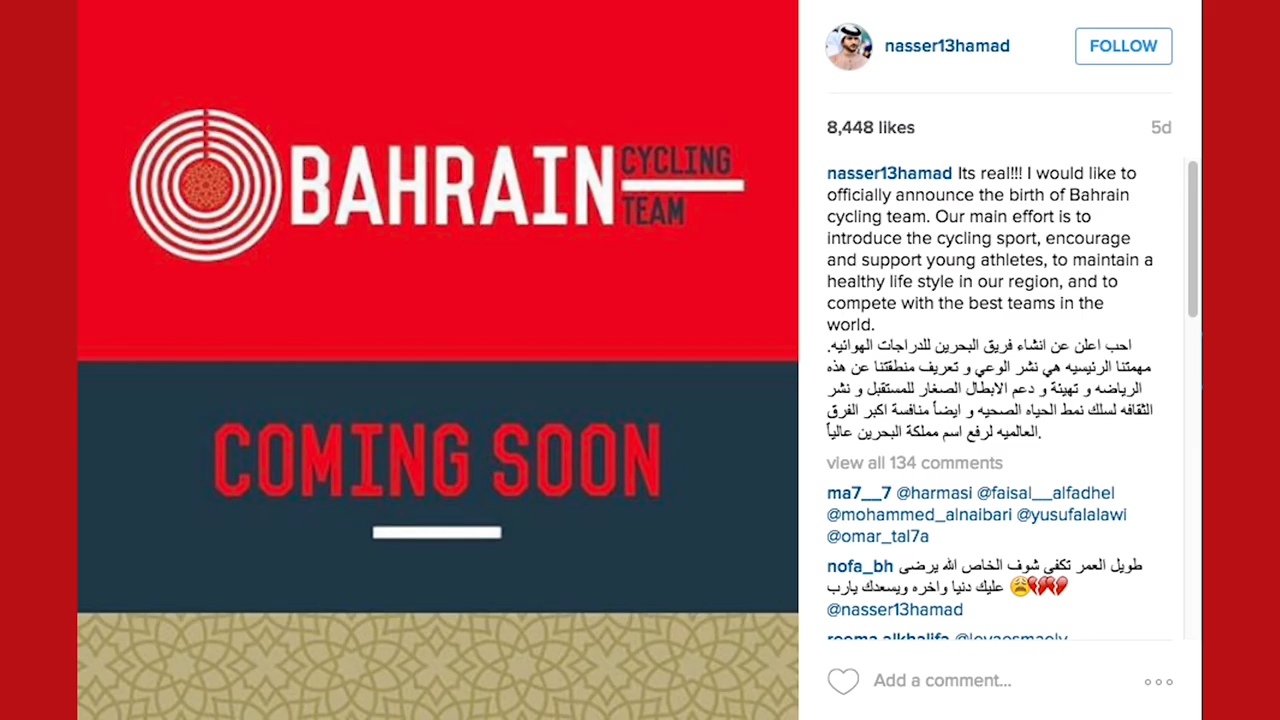 BAHRAIN
CYCLING
TEAM
COMING SOON
nasser13hamad
FOLLOW
8,448 likes
5d
nasser13hamad Its real!!! I would like to
officially announce the birth of Bahrain
cycling team. Our main effort is to
introduce the cycling sport, encourage
and support young athletes, to maintain a
healthy life style in our region, and to
compete with the best teams in the
world.
احب اعلن عن انشاء فريق البحرين للدراجات الهوائيه.
مهمتنا الرئيسيه هي نشر الوعي و تعريف منطقتنا عن هذه
الرياضه و تهيئة و دعم الابطال الصغار للمستقبل و نشر
الثقافه لسلك نمط الحياه الصحيه و ايضاً منافسة اكبر الفرق
العالميه لرفع اسم مملكة البحرين عالياً.
view all 134 comments
ma7__7 @harmasi @faisal__alfadhel
@mohammed_alnaibari @yusufalalawi
@omar_tal7a
nofa_bh طويل العمر تكفى شوف الخاص الله يرضى
عليك دنيا واخره ويسعدك يارب 😩💔💔💔
@nasser13hamad
Add a comment...